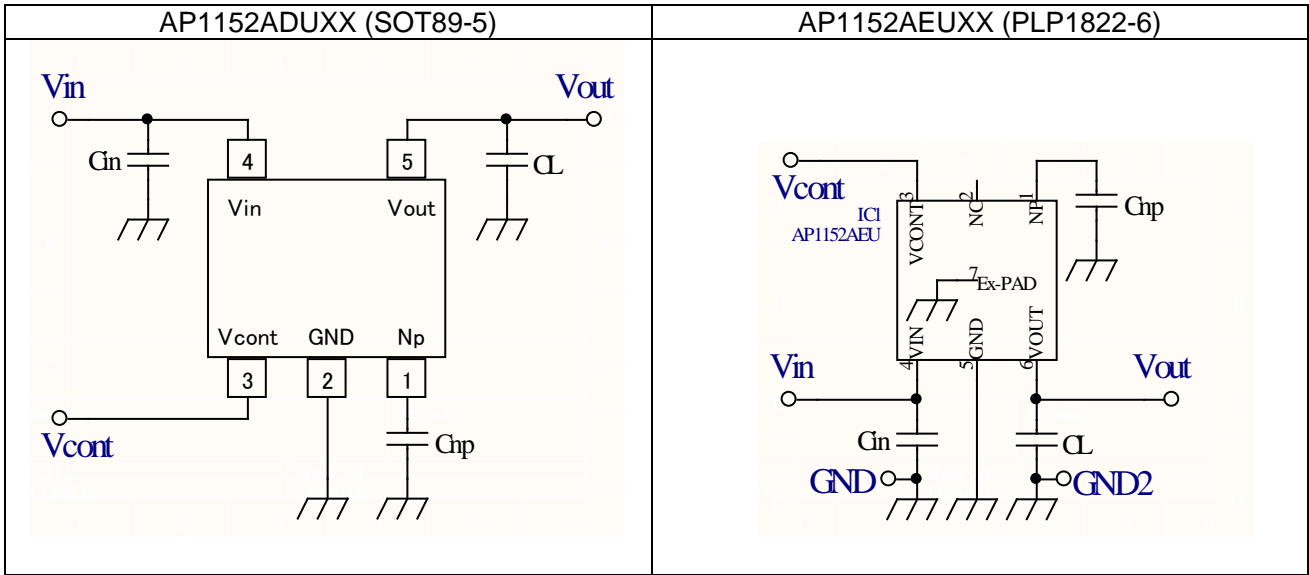 AP1152ADUXX (SOT89-5)
Vin
Vout
Cin
4
5
CL
Vin
Vout
Vcont
GND
Np
3
2
1
Vcont
Cnp
AP1152AEUXX (PLP1822-6)
Vcont
3
2
1
VCONT
NC
NP
Cnp
IC1
AP1152AEU
7
Ex-PAD
VIN
GND
VOUT
4
5
6
Vin
Vout
Cin
CL
GND
GND2